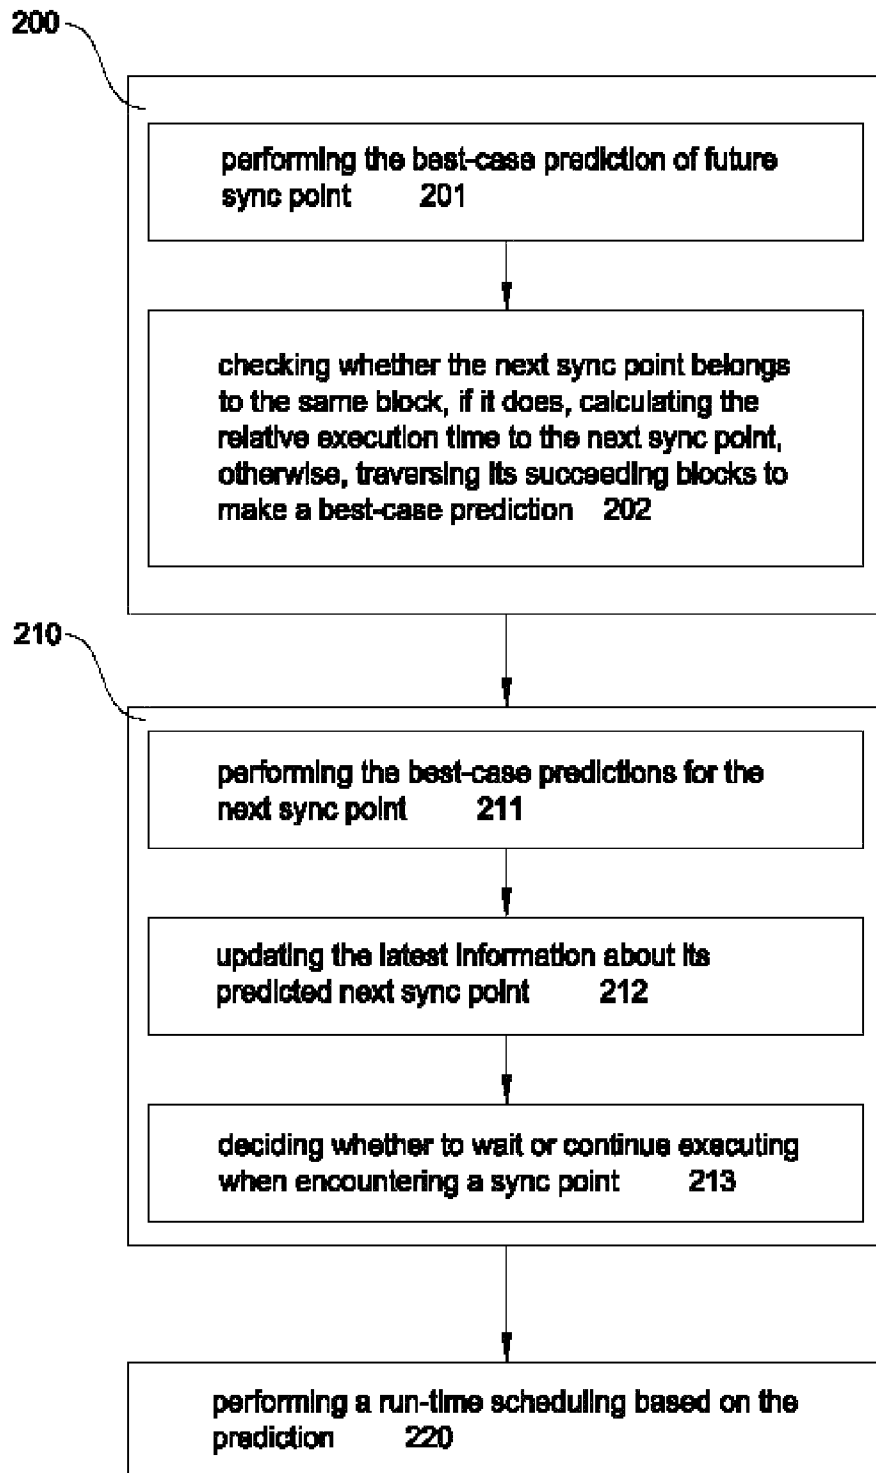 200
performing the best-case prediction of future
sync point 201
checking whether the next sync point belongs
to the same block, if it does, calculating the
relative execution time to the next sync point,
otherwise, traversing its succeeding blocks to
make a best-case prediction 202
210
performing the best-case predictions for the
next sync point 211
updating the latest information about its
predicted next sync point 212
deciding whether to wait or continue executing
when encountering a sync point 213
performing a run-time scheduling based on the
prediction 220